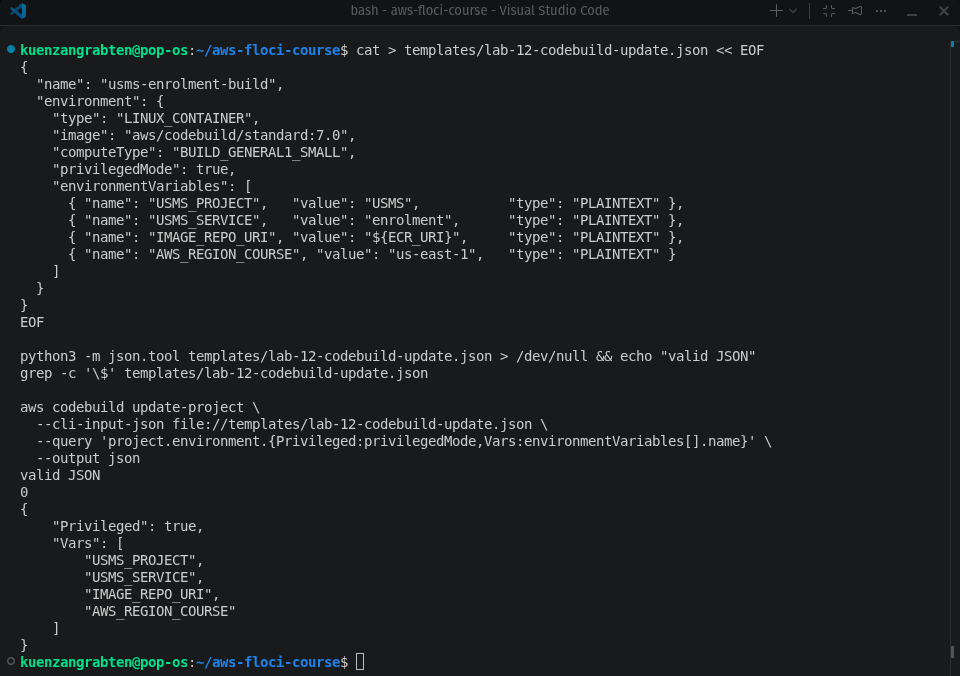 bash - aws-floci-course - Visual Studio Code
kuenzangrabten@pop-os:~/aws-floci-course$ cat > templates/lab-12-codebuild-update.json << EOF
{
  "name": "usms-enrolment-build",
  "environment": {
    "type": "LINUX_CONTAINER",
    "image": "aws/codebuild/standard:7.0",
    "computeType": "BUILD_GENERAL1_SMALL",
    "privilegedMode": true,
    "environmentVariables": [
      { "name": "USMS_PROJECT",   "value": "USMS",           "type": "PLAINTEXT" },
      { "name": "USMS_SERVICE",   "value": "enrolment",      "type": "PLAINTEXT" },
      { "name": "IMAGE_REPO_URI", "value": "${ECR_URI}",     "type": "PLAINTEXT" },
      { "name": "AWS_REGION_COURSE", "value": "us-east-1",   "type": "PLAINTEXT" }
    ]
  }
}
EOF
python3 -m json.tool templates/lab-12-codebuild-update.json > /dev/null && echo "valid JSON"
grep -c '\$' templates/lab-12-codebuild-update.json
aws codebuild update-project \
  --cli-input-json file://templates/lab-12-codebuild-update.json \
  --query 'project.environment.{Privileged:privilegedMode,Vars:environmentVariables[].name}' \
  --output json
valid JSON
0
{
    "Privileged": true,
    "Vars": [
        "USMS_PROJECT",
        "USMS_SERVICE",
        "IMAGE_REPO_URI",
        "AWS_REGION_COURSE"
    ]
}
kuenzangrabten@pop-os:~/aws-floci-course$